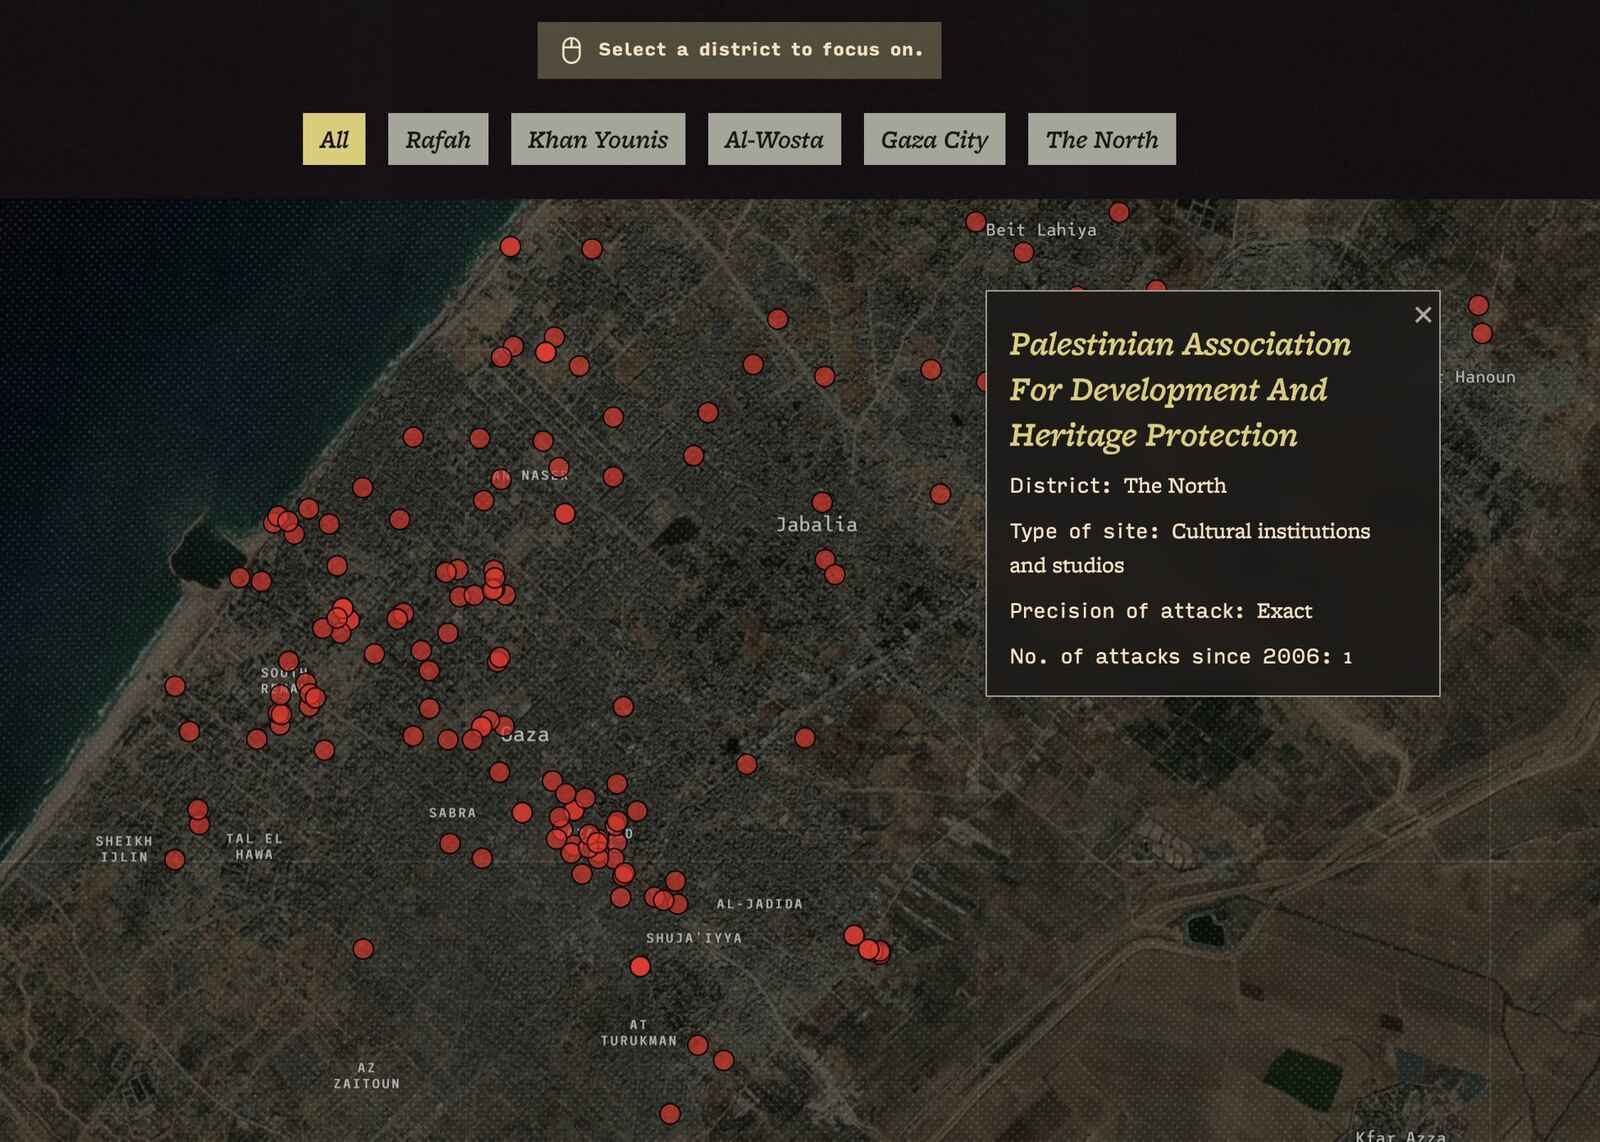 Select a district to focus on.
All
Rafah
Khan Younis
Al-Wosta
Gaza City
The North
Beit Lahiya
Palestinian Association
For Development And
Heritage Protection
District: The North
Type of site: Cultural institutions
and studios
Precision of attack: Exact
No. of attacks since 2006: 1
Hanoun
AN NASER
Jabalia
SOUTH
Gaza
SABRA
SHEIKH
IJLIN
TAL EL
HAWA
AL-JADIDA
SHUJA'IYYA
AT
TURUKMAN
AZ
ZAITOUN
Kfar Azza